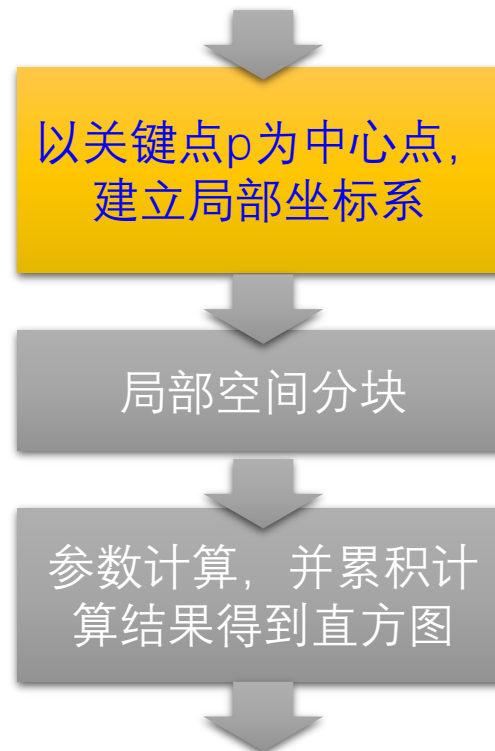 以关键点p为中心点，
建立局部坐标系
局部空间分块
参数计算，并累积计
算结果得到直方图